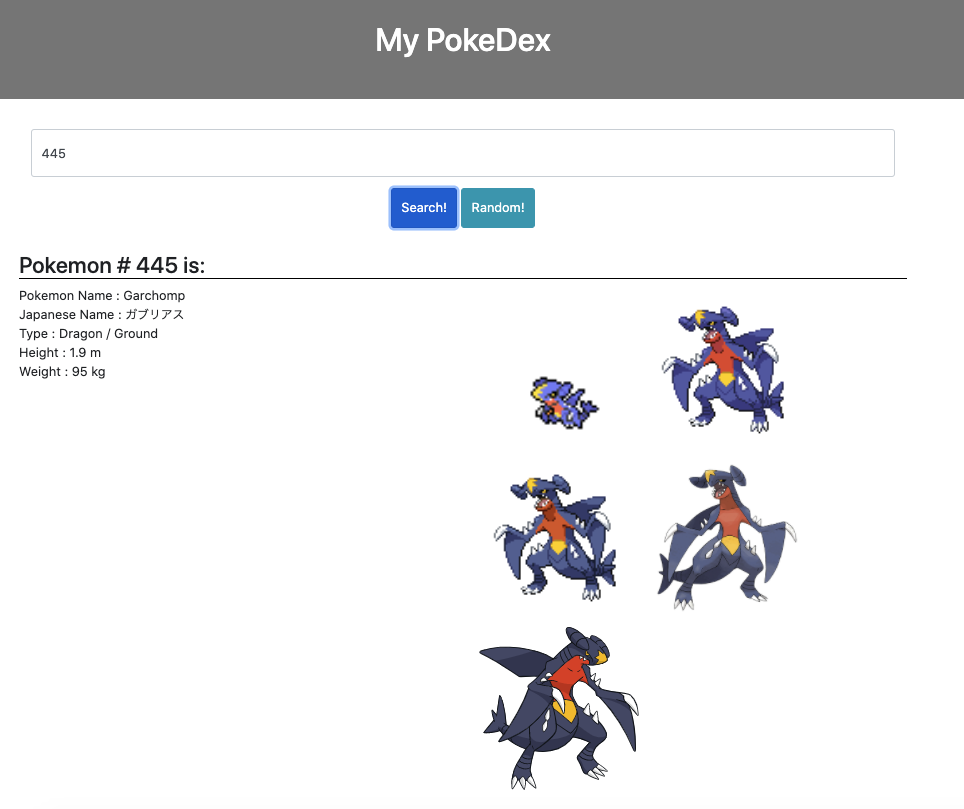 My PokeDex
445
Search! Random!
Pokemon # 445 is:
Pokemon Name : Garchomp
Japanese Name : ガブリアス
Type : Dragon / Ground
Height : 1.9 m
Weight : 95 kg